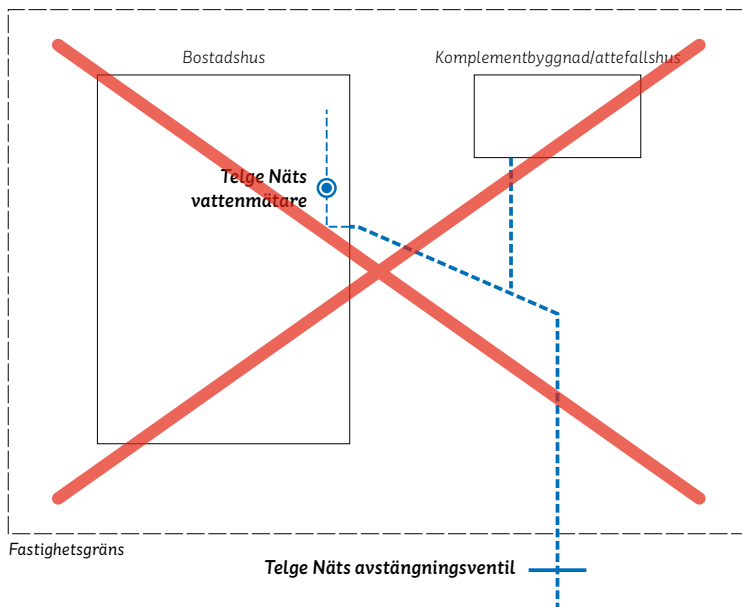 Bostadshus
Komplementbyggnad/attefallshus
Telge Näts
vattenmätare
Fastighetsgräns
Telge Näts avstängningsventil